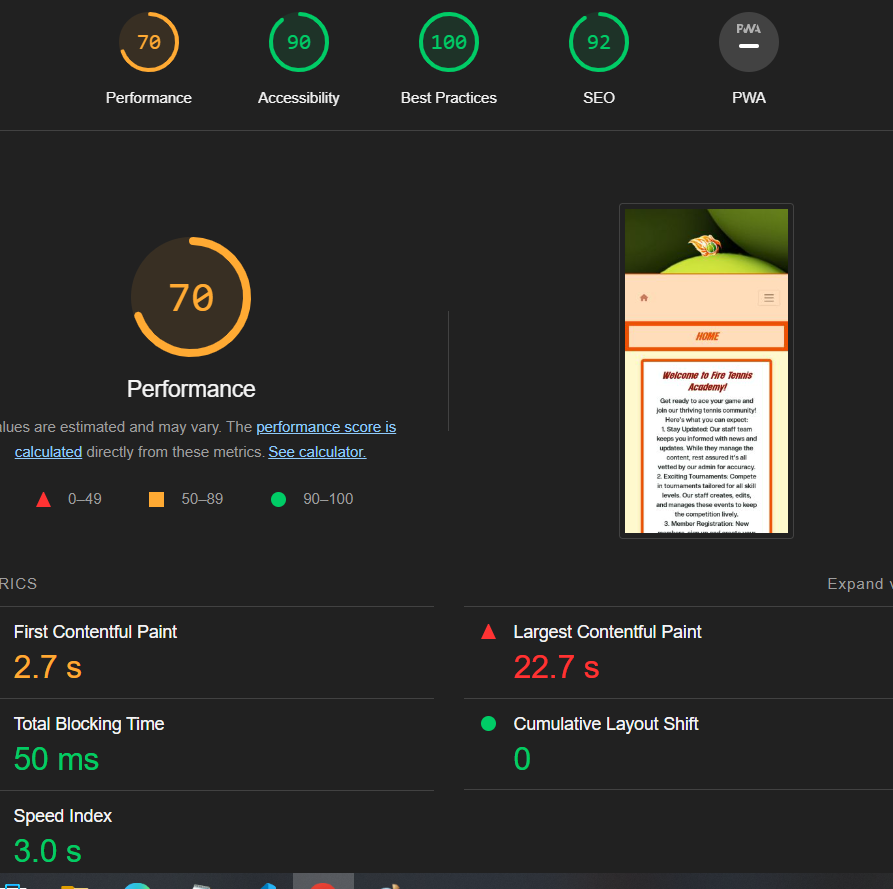 70
90
100
92
PWA
Performance
Accessibility
Best Practices
SEO
PWA
70
HOME
Welcome to Fire Tennis
Academy!
Get ready to ace your game and
join our thriving tennis community!
Here's what you can expect:
1. Stay Updated: Our staff team
keeps you informed with news and
updates. While they manage the
content, rest assured it's all
vetted by our admin for accuracy.
2. Exciting Tournaments: Compete
in tournaments tailored for all skill
levels. Our staff creates, edits,
and manages these events to keep
the competition lively.
3. Member Registration: New
Performance
lues are estimated and may vary. The performance score is
calculated directly from these metrics. See calculator.
0–49
50–89
90–100
RICS
Expand v
First Contentful Paint
2.7 s
Largest Contentful Paint
22.7 s
Total Blocking Time
50 ms
Cumulative Layout Shift
0
Speed Index
3.0 s